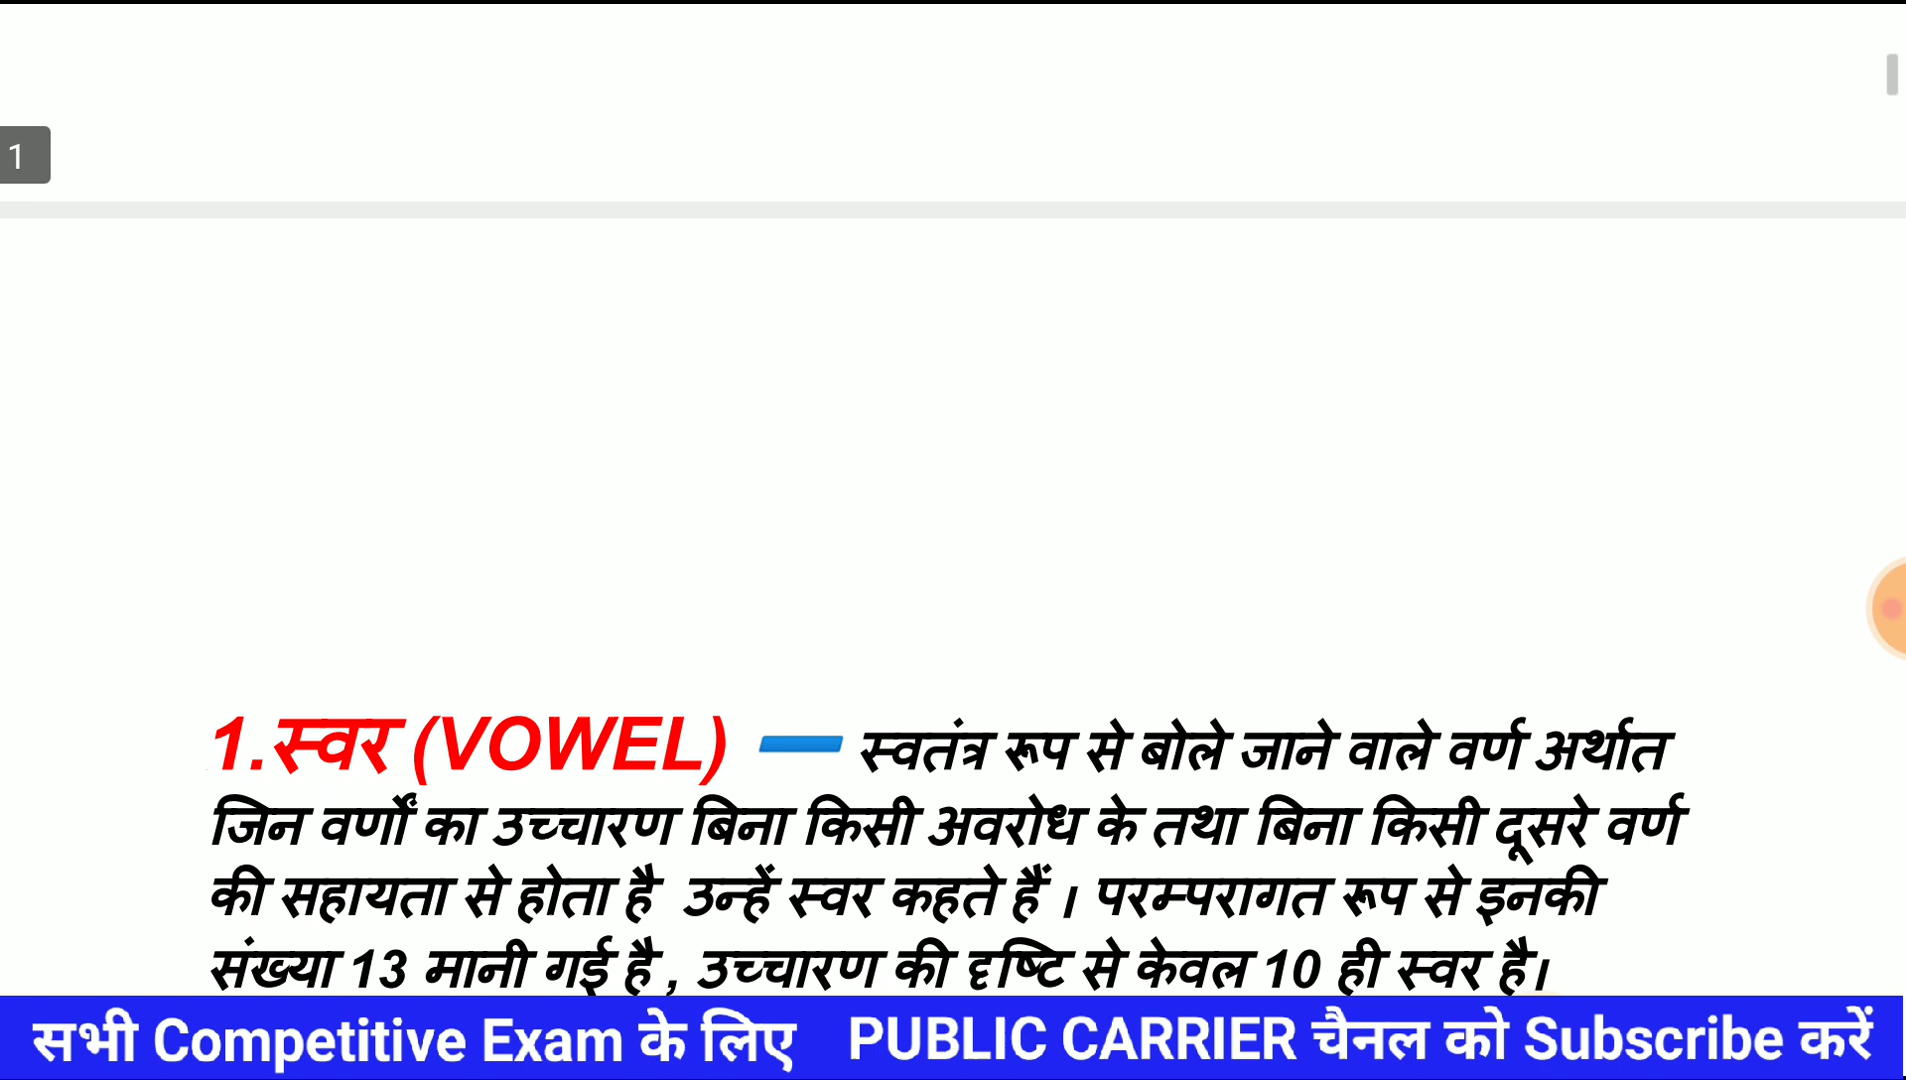 1
1.स्वर (VOWEL) ➖ स्वतंत्र रूप से बोले जाने वाले वर्ण अर्थात
जिन वर्णों का उच्चारण बिना किसी अवरोध के तथा बिना किसी दूसरे वर्ण
की सहायता से होता है उन्हें स्वर कहते हैं । परम्परागत रूप से इनकी
संख्या 13 मानी गई है , उच्चारण की दृष्टि से केवल 10 ही स्वर है।
सभी Competitive Exam के लिए PUBLIC CARRIER चैनल को Subscribe करें